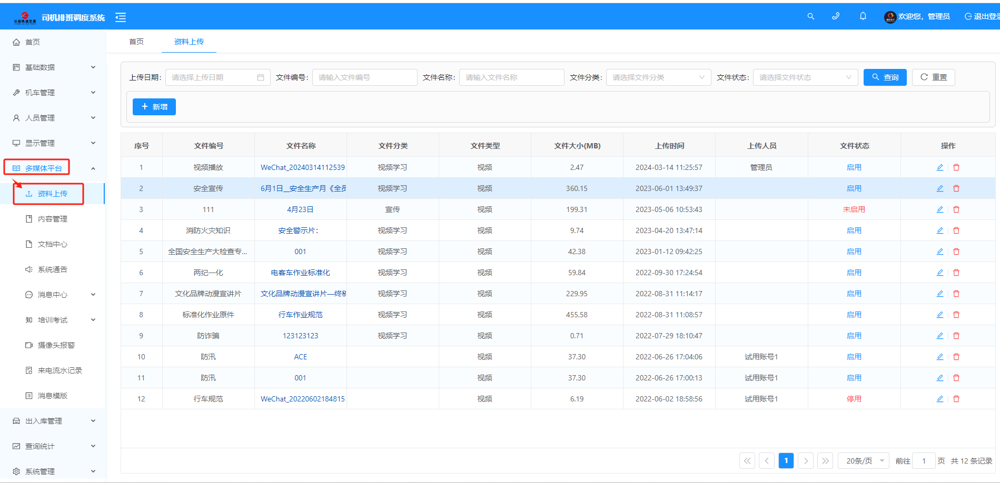 长春轨道交通
司机排班调度系统
欢迎您，管理员
退出登录
首页
基础数据
机车管理
人员管理
显示管理
多媒体平台
资料上传
内容管理
文档中心
系统通告
消息中心
培训考试
摄像头报警
来电流水记录
消息模版
出入库管理
查询统计
系统管理
首页 资料上传
上传日期： 请选择上传日期 文件编号： 请输入文件编号 文件名称： 请输入文件名称 文件分类： 请选择文件分类 文件状态： 请选择文件状态 查询 重置
新增
序号 文件编号 文件名称 文件分类 文件类型 文件大小(MB) 上传时间 上传人员 文件状态 操作
1 视频播放 WeChat_20240314112539 视频学习 视频 2.47 2024-03-14 11:25:57 管理员 启用
2 安全宣传 6月1日__安全生产月《全员 视频学习 视频 360.15 2023-06-01 13:49:37 启用
3 111 4月23日 宣传 视频 199.31 2023-05-06 10:53:43 未启用
4 消防火灾知识 安全警示片： 视频学习 视频 9.74 2023-04-20 13:47:14 启用
5 全国安全生产大检查专... 001 视频学习 视频 42.38 2023-01-12 09:42:25 启用
6 两纪一化 电客车作业标准化 视频学习 视频 59.84 2022-09-30 17:24:54 启用
7 文化品牌动漫宣讲片 文化品牌动漫宣讲片—终稿 视频学习 视频 229.95 2022-08-31 11:14:17 启用
8 标准化作业原件 行车作业规范 视频学习 视频 455.58 2022-08-31 11:08:57 启用
9 防诈骗 123123123 视频学习 视频 0.71 2022-07-29 18:10:47 启用
10 防汛 ACE 视频 37.30 2022-06-26 17:04:06 试用账号1 启用
11 防汛 001 视频 37.30 2022-06-26 17:00:13 试用账号1 启用
12 行车规范 WeChat_20220602184815 视频 6.19 2022-06-02 18:58:56 试用账号1 停用
1 20条/页 前往 1 页 共 12 条记录